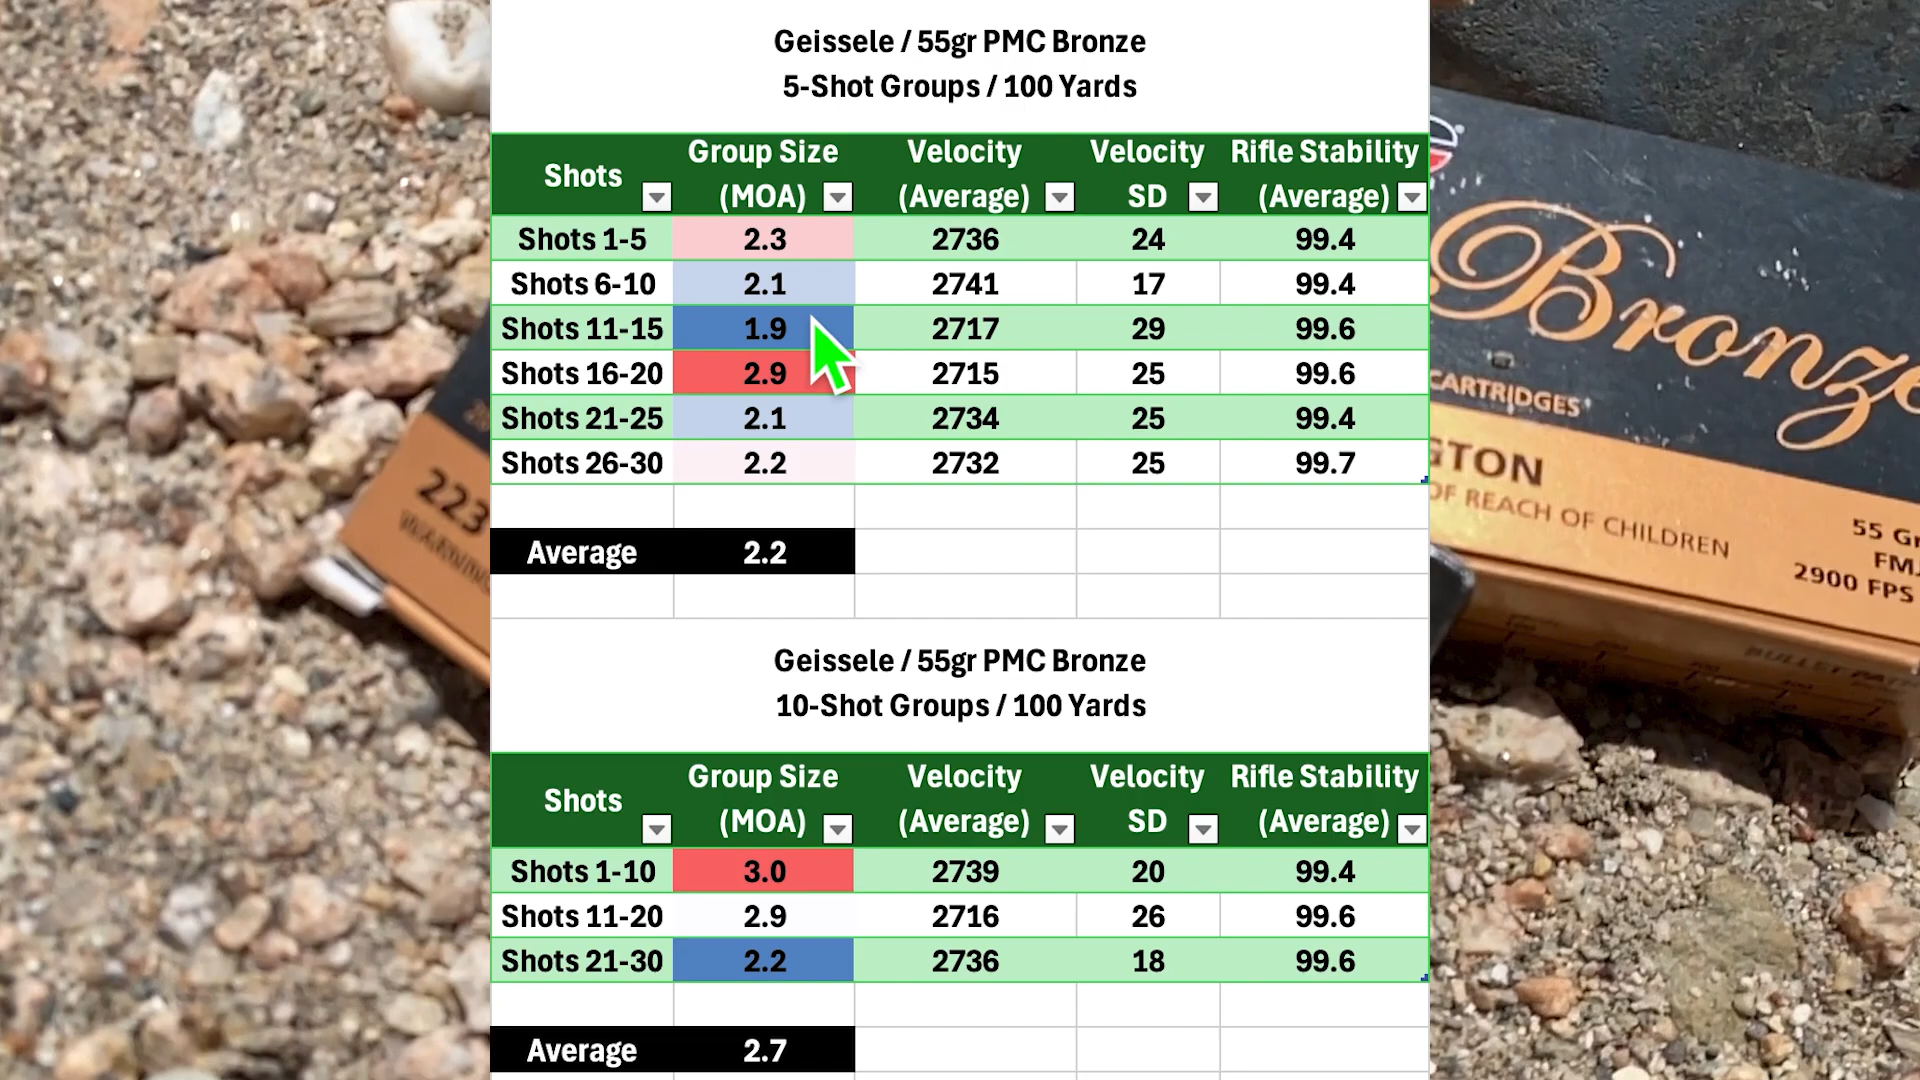 Geissele / 55gr PMC Bronze
5-Shot Groups / 100 Yards
Shots Group Size (MOA) Velocity (Average) Velocity SD Rifle Stability (Average)
Shots 1-5 2.3 2736 24 99.4
Shots 6-10 2.1 2741 17 99.4
Shots 11-15 1.9 2717 29 99.6
Shots 16-20 2.9 2715 25 99.6
Shots 21-25 2.1 2734 25 99.4
Shots 26-30 2.2 2732 25 99.7
Average 2.2
Geissele / 55gr PMC Bronze
10-Shot Groups / 100 Yards
Shots Group Size (MOA) Velocity (Average) Velocity SD Rifle Stability (Average)
Shots 1-10 3.0 2739 20 99.4
Shots 11-20 2.9 2716 26 99.6
Shots 21-30 2.2 2736 18 99.6
Average 2.7
223
Bronze
CARTRIDGES
GTON
OF REACH OF CHILDREN
55 Gr
FMJ
2900 FPS